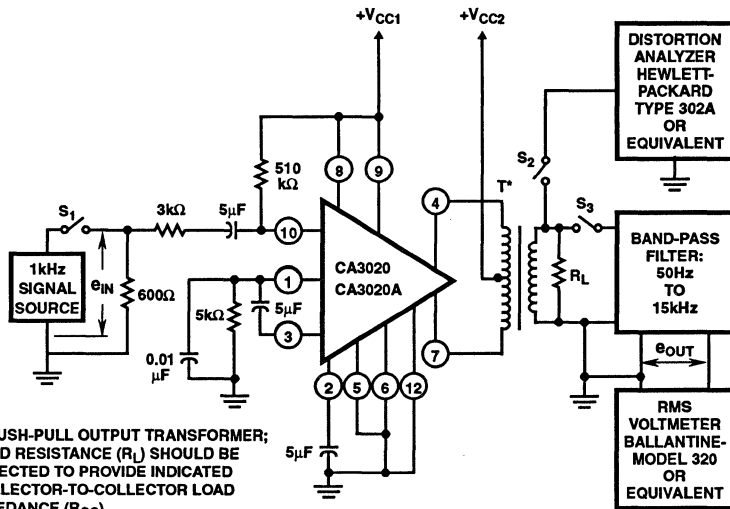 +VCC1
+VCC2
DISTORTION
ANALYZER
HEWLETT-
PACKARD
TYPE 302A
OR
EQUIVALENT
510
kΩ
8
9
S2
S1
3kΩ
5μF
10
4
T*
S3
1kHz
SIGNAL
SOURCE
eIN
600Ω
CA3020
CA3020A
1
5kΩ
5μF
3
0.01
μF
RL
BAND-PASS
FILTER:
50Hz
TO
15kHz
7
eOUT
2
5
6
12
5μF
RMS
VOLTMETER
BALLANTINE-
MODEL 320
OR
EQUIVALENT
USH-PULL OUTPUT TRANSFORMER;
D RESISTANCE (RL) SHOULD BE
ECTED TO PROVIDE INDICATED
LLECTOR-TO-COLLECTOR LOAD